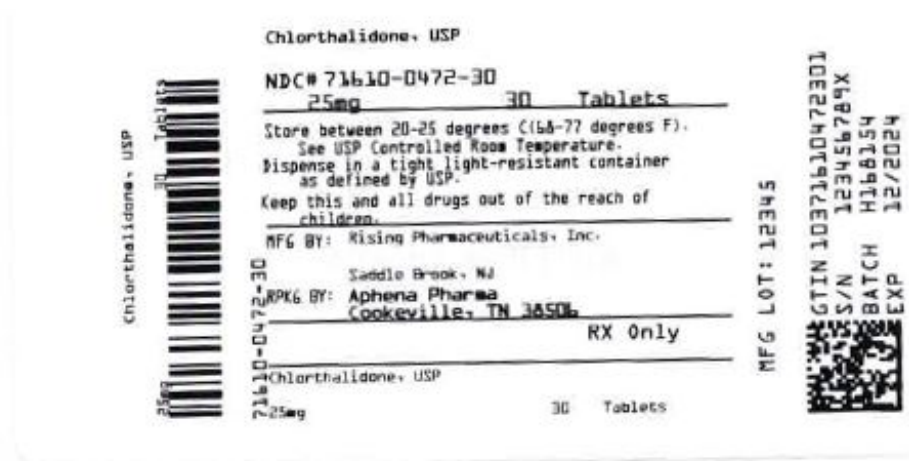 Chlorthalidone, USP
NDC# 71610-0472-30
25mg 30 Tablets
Store between 20-25 degrees C(68-77 degrees F).
See USP Controlled Room Temperature.
Dispense in a tight light-resistant container
as defined by USP.
Keep this and all drugs out of the reach of
children.
MFG BY: Rising Pharmaceuticals, Inc.
Saddle Brook, NJ
RPKG BY: Aphena Pharma
Cookeville, TN 38506
RX Only
Chlorthalidone, USP
25mg 30 Tablets
Chlorthalidone, USP
25mg 30 Tablets
71610-0472-30
MFG LOT: 12345
GTIN 10371610472301
S/N 123456789X
BATCH H168154
EXP 12/2024